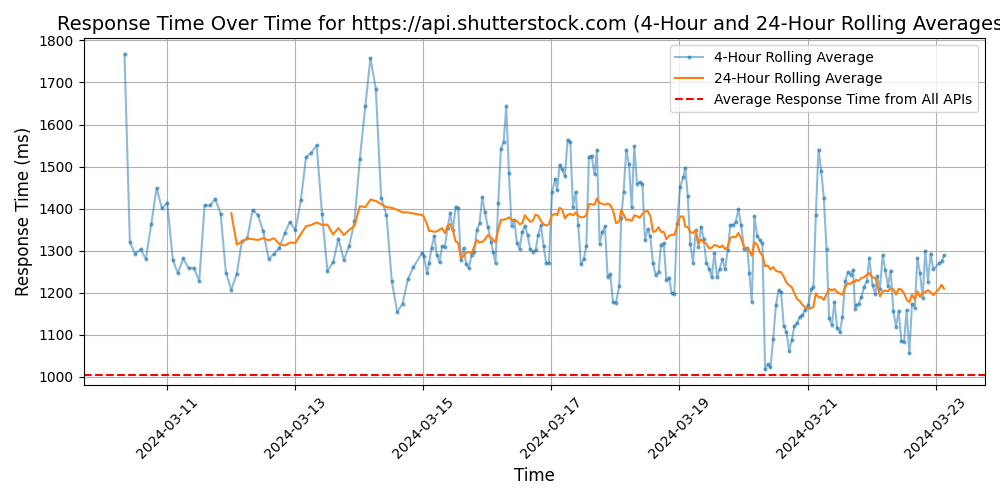 Response Time Over Time for https://api.shutterstock.com (4-Hour and 24-Hour Rolling Averages
1800
1700
1600
1500
1400
1300
1200
1100
1000
Response Time (ms)
4-Hour Rolling Average
24-Hour Rolling Average
Average Response Time from All APIs
2024-03-11
2024-03-13
2024-03-15
2024-03-17
2024-03-19
2024-03-21
2024-03-23
Time